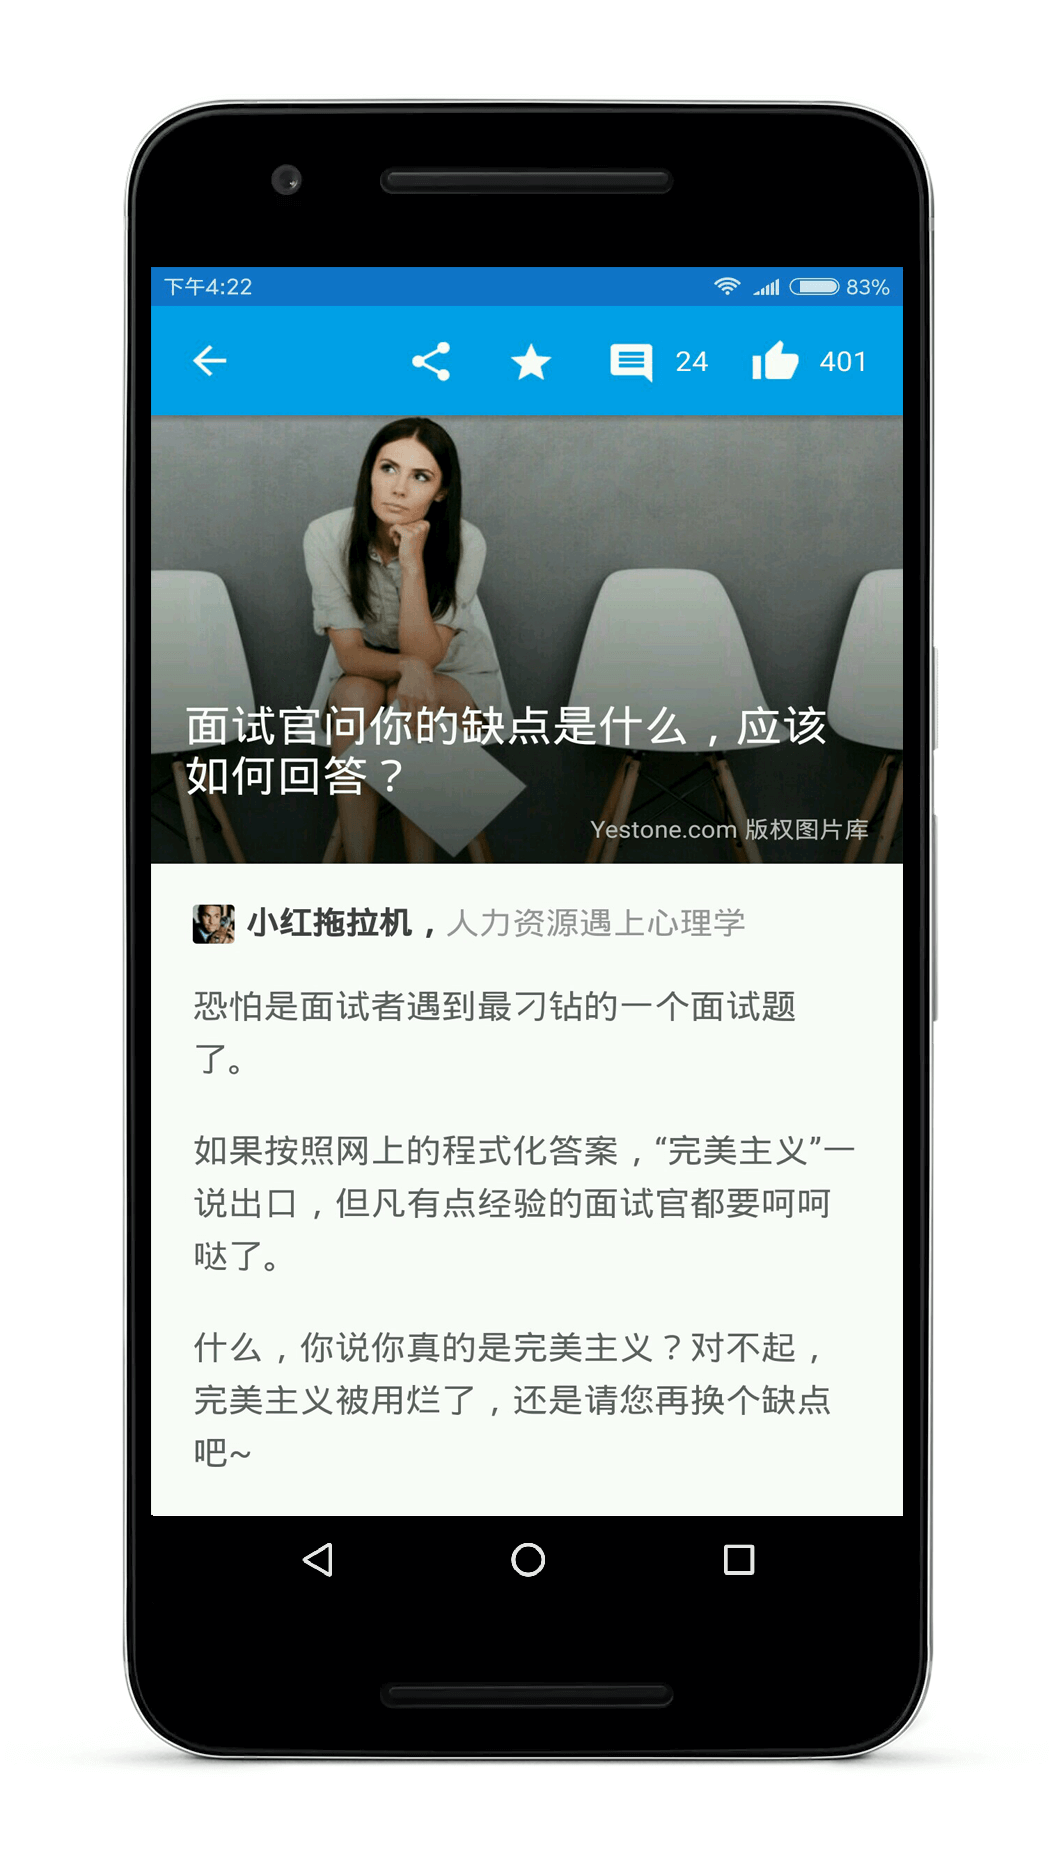 下午4:22
83%
24
401
面试官问你的缺点是什么，应该
如何回答？
Yestone.com 版权图片库
小红拖拉机，人力资源遇上心理学
恐怕是面试者遇到最刁钻的一个面试题
了。
如果按照网上的程式化答案，“完美主义”一
说出口，但凡有点经验的面试官都要呵呵
哒了。
什么，你说你真的是完美主义？对不起，
完美主义被用烂了，还是请您再换个缺点
吧~